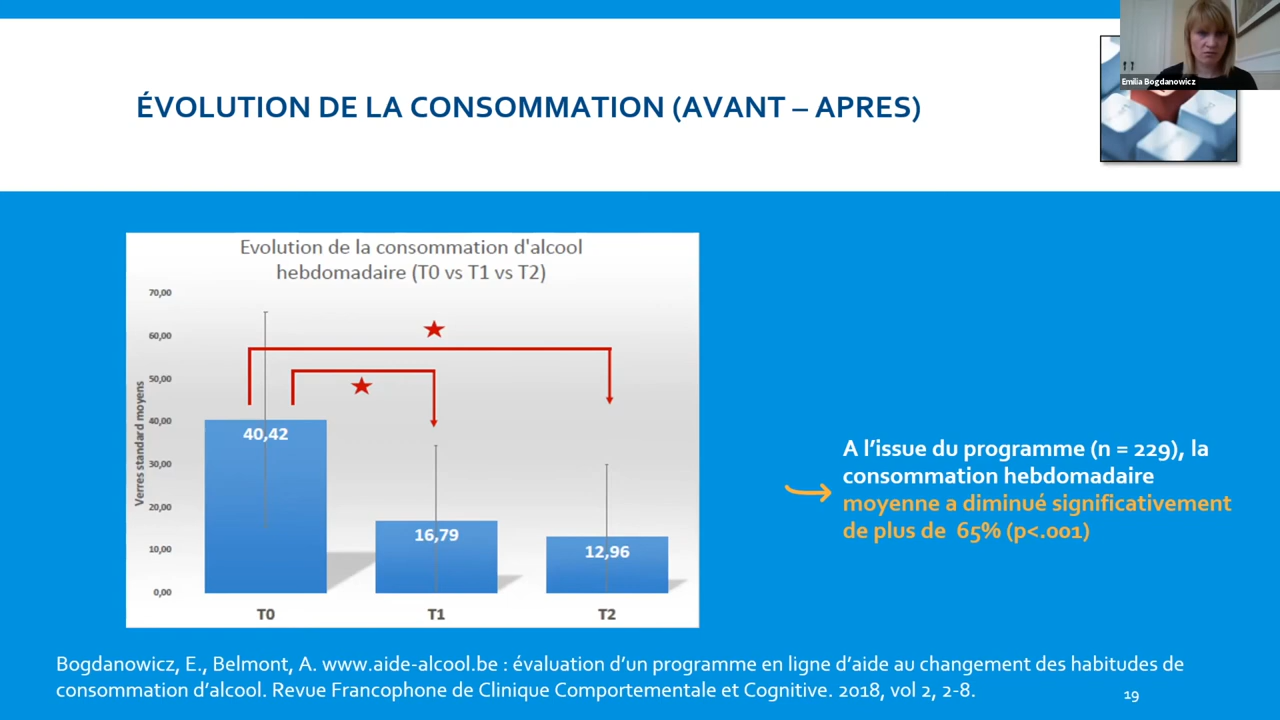 Emilia Bogdanowicz
ÉVOLUTION DE LA CONSOMMATION (AVANT – APRES)
Evolution de la consommation d'alcool
hebdomadaire (T0 vs T1 vs T2)
Verres standard moyens
70,00
60,00
50,00
40,00
30,00
20,00
10,00
0,00
40,42
16,79
12,96
T0
T1
T2
A l’issue du programme (n = 229), la
consommation hebdomadaire
moyenne a diminué significativement
de plus de 65% (p<.001)
Bogdanowicz, E., Belmont, A. www.aide-alcool.be : évaluation d’un programme en ligne d’aide au changement des habitudes de
consommation d’alcool. Revue Francophone de Clinique Comportementale et Cognitive. 2018, vol 2, 2-8.
19